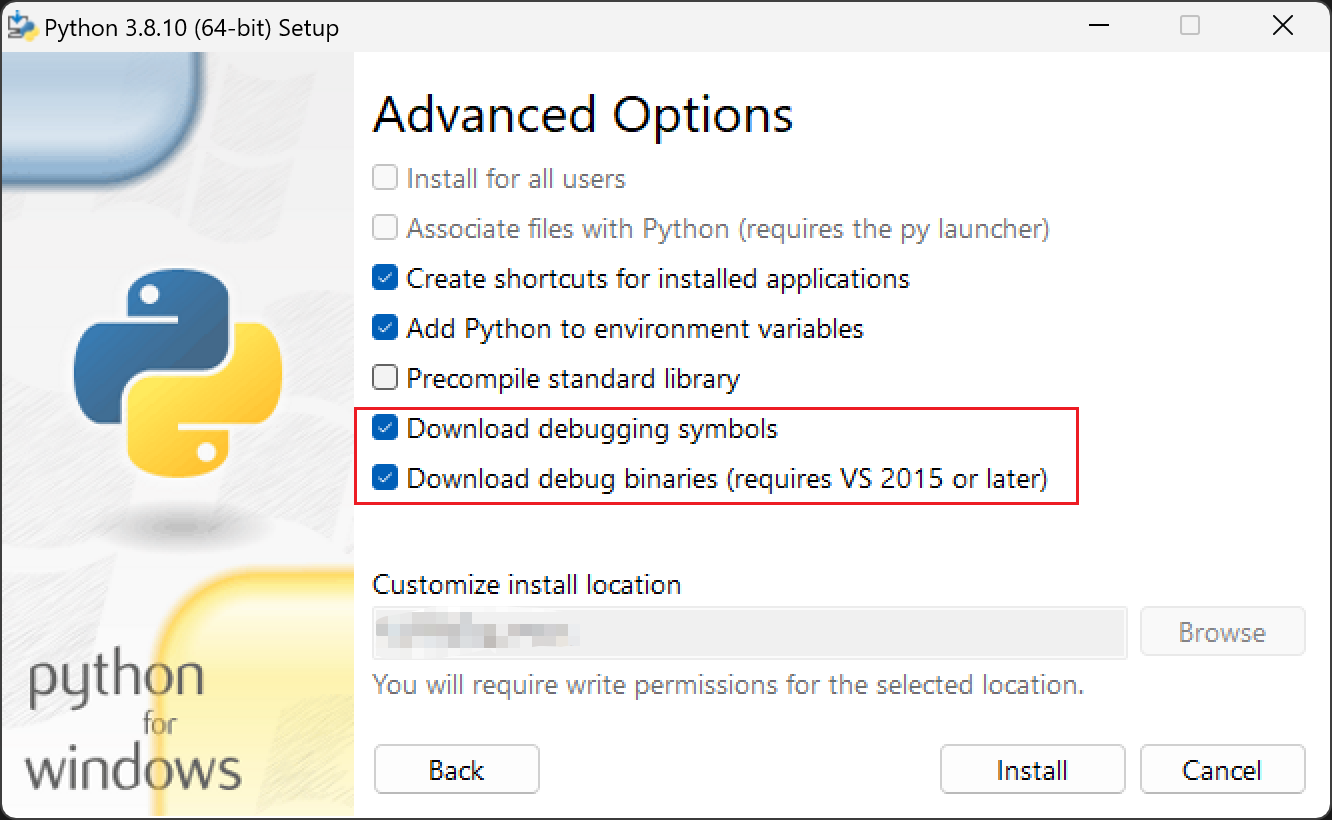 Python 3.8.10 (64-bit) Setup
Advanced Options
Install for all users
Associate files with Python (requires the py launcher)
Create shortcuts for installed applications
Add Python to environment variables
Precompile standard library
Download debugging symbols
Download debug binaries (requires VS 2015 or later)
Customize install location
Browse
You will require write permissions for the selected location.
python
for
windows
Back
Install
Cancel